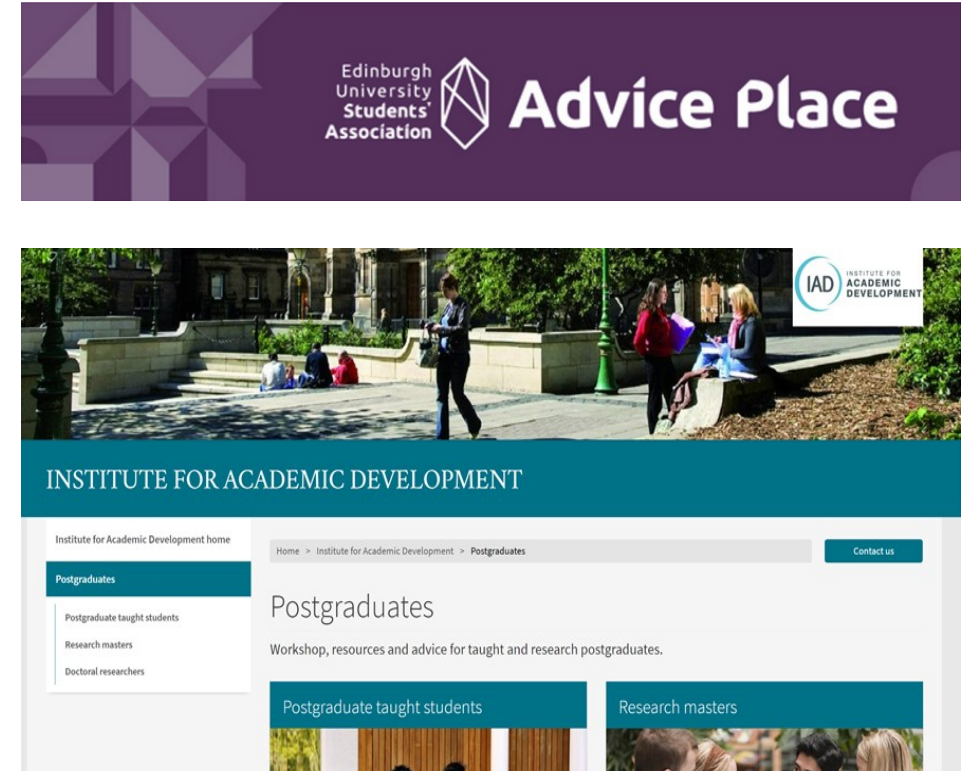 Edinburgh
University
Students'
Association
Advice Place
IAD
INSTITUTE FOR
ACADEMIC
DEVELOPMENT
INSTITUTE FOR ACADEMIC DEVELOPMENT
Institute for Academic Development home
Postgraduates
Postgraduate taught students
Research masters
Doctoral researchers
Home > Institute for Academic Development > Postgraduates
Contact us
Postgraduates
Workshop, resources and advice for taught and research postgraduates.
Postgraduate taught students
Research masters